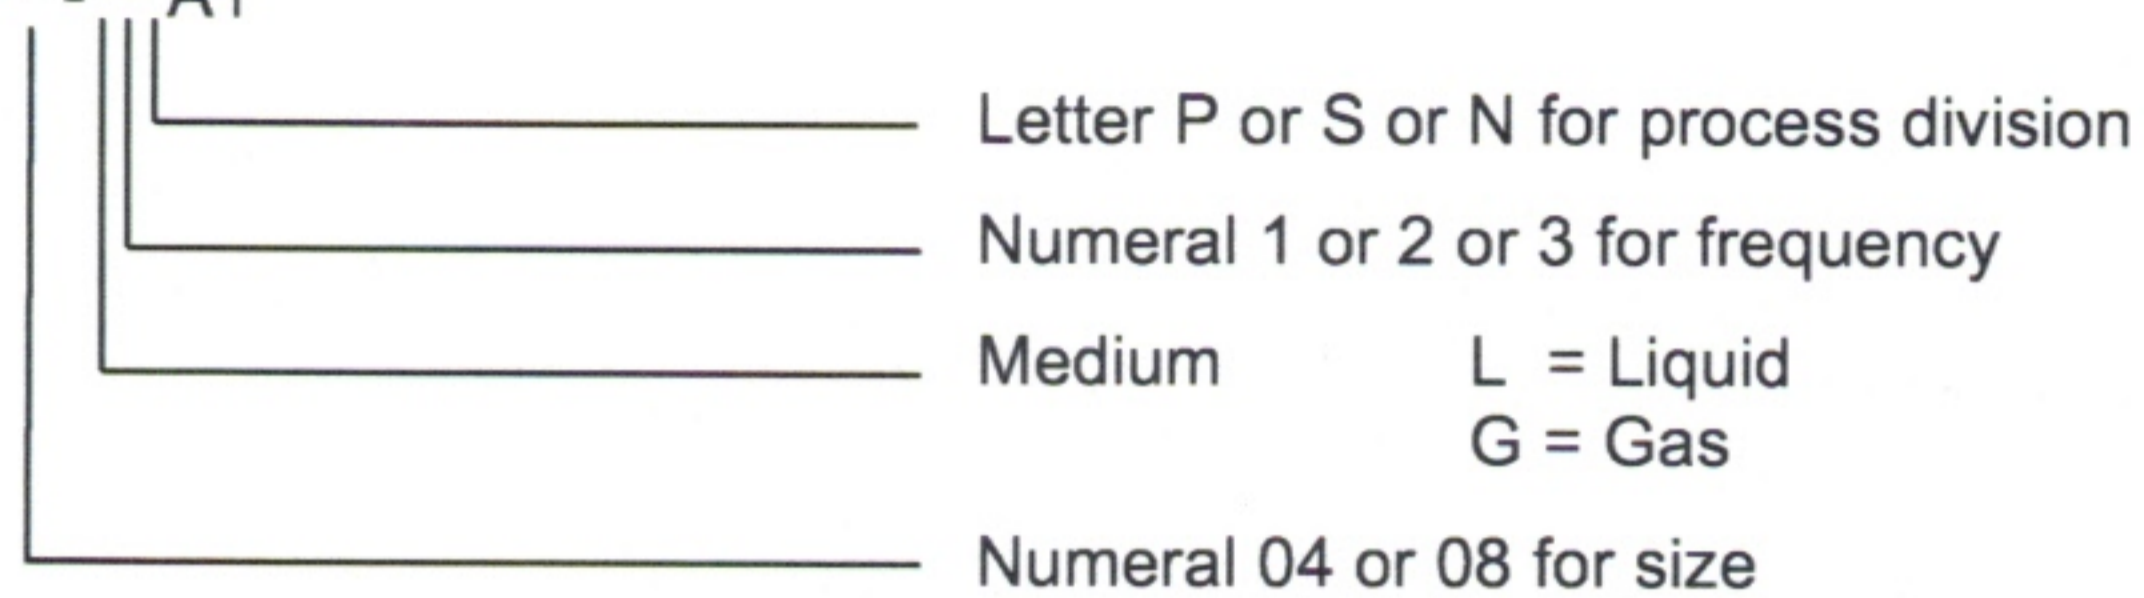 Letter P or S or N for process division
Numeral 1 or 2 or 3 for frequency
Medium L = Liquid
G = Gas
Numeral 04 or 08 for size